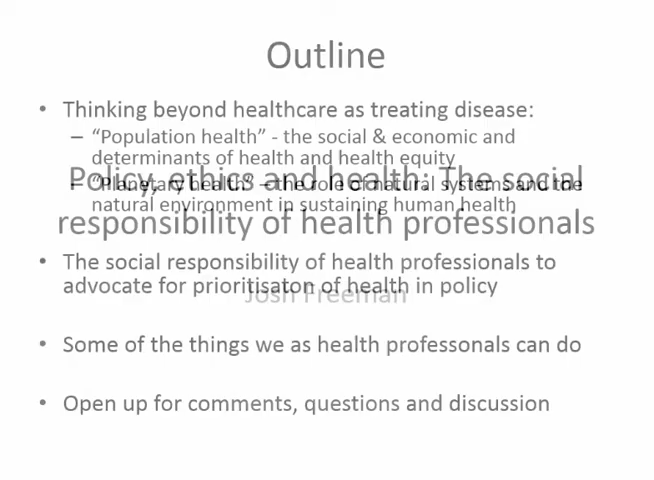 Outline
• Thinking beyond healthcare as treating disease:
– “Population health” - the social & economic and
determinants of health and health equity
Policy, ethics and health: The social
– “Planetary health” – the role of natural systems and the
natural environment in sustaining human health
responsibility of health professionals
• The social responsibility of health professionals to
advocate for prioritisaton of health in policy
Josh Freeman
• Some of the things we as health professonals can do
• Open up for comments, questions and discussion